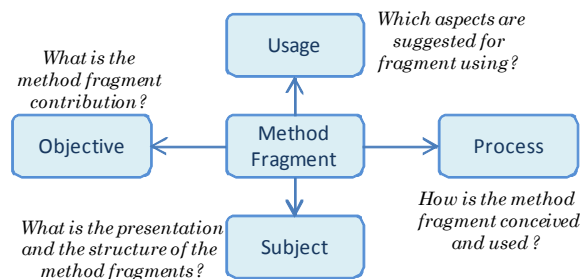 Usage
Which aspects are
suggested for
fragment using?
What is the
method fragment
contribution?
Objective
Method
Fragment
Process
What is the presentation
and the structure of the
method fragments?
Subject
How is the method
fragment conceived
and used ?